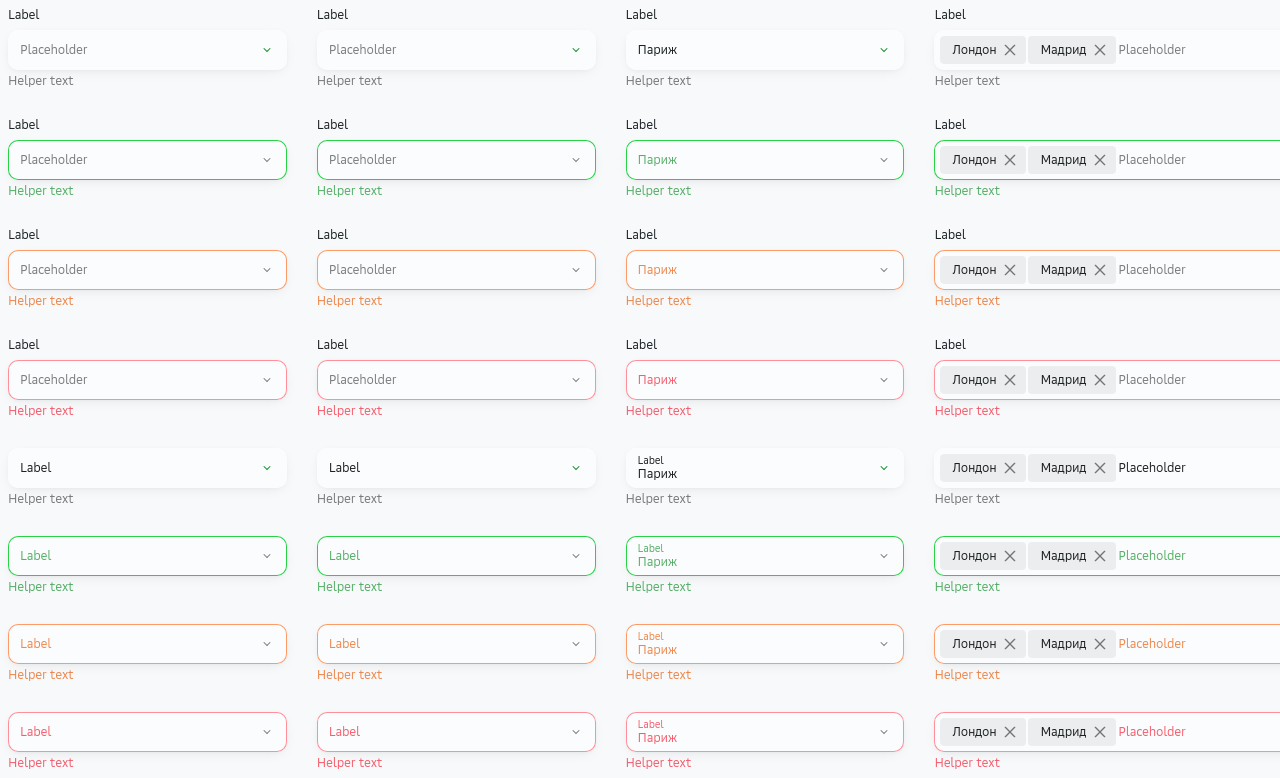 Label Label Label Label
Placeholder Placeholder Париж Лондон Мадрид Placeholder
Helper text Helper text Helper text Helper text
Label Label Label Label
Placeholder Placeholder Париж Лондон Мадрид Placeholder
Helper text Helper text Helper text Helper text
Label Label Label Label
Placeholder Placeholder Париж Лондон Мадрид Placeholder
Helper text Helper text Helper text Helper text
Label Label Label Label
Placeholder Placeholder Париж Лондон Мадрид Placeholder
Helper text Helper text Helper text Helper text
Label
Label Label Париж Лондон Мадрид Placeholder
Helper text Helper text Helper text Helper text
Label
Label Label Париж Лондон Мадрид Placeholder
Helper text Helper text Helper text Helper text
Label
Label Label Париж Лондон Мадрид Placeholder
Helper text Helper text Helper text Helper text
Label
Label Label Париж Лондон Мадрид Placeholder
Helper text Helper text Helper text Helper text